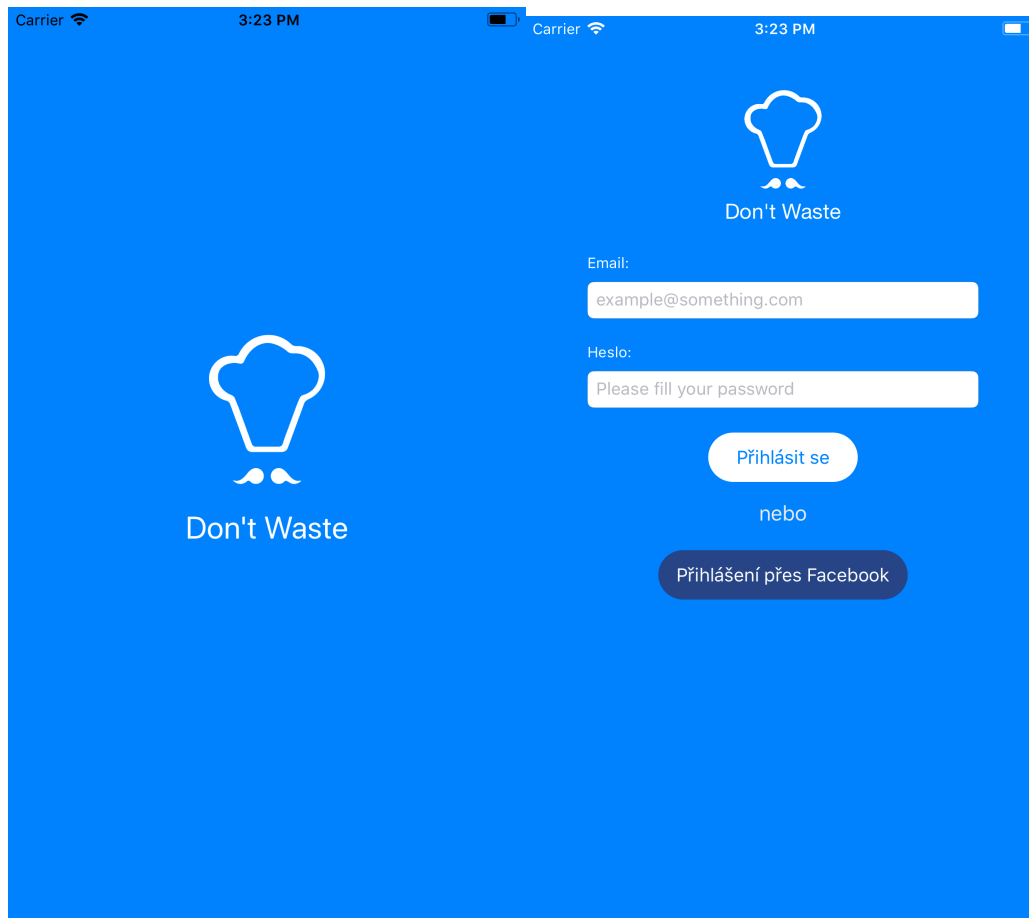 Carrier 3:23 PM
Don't Waste
Carrier 3:23 PM
Don't Waste
Email:
example@something.com
Heslo:
Please fill your password
Přihlásit se
nebo
Přihlášení přes Facebook